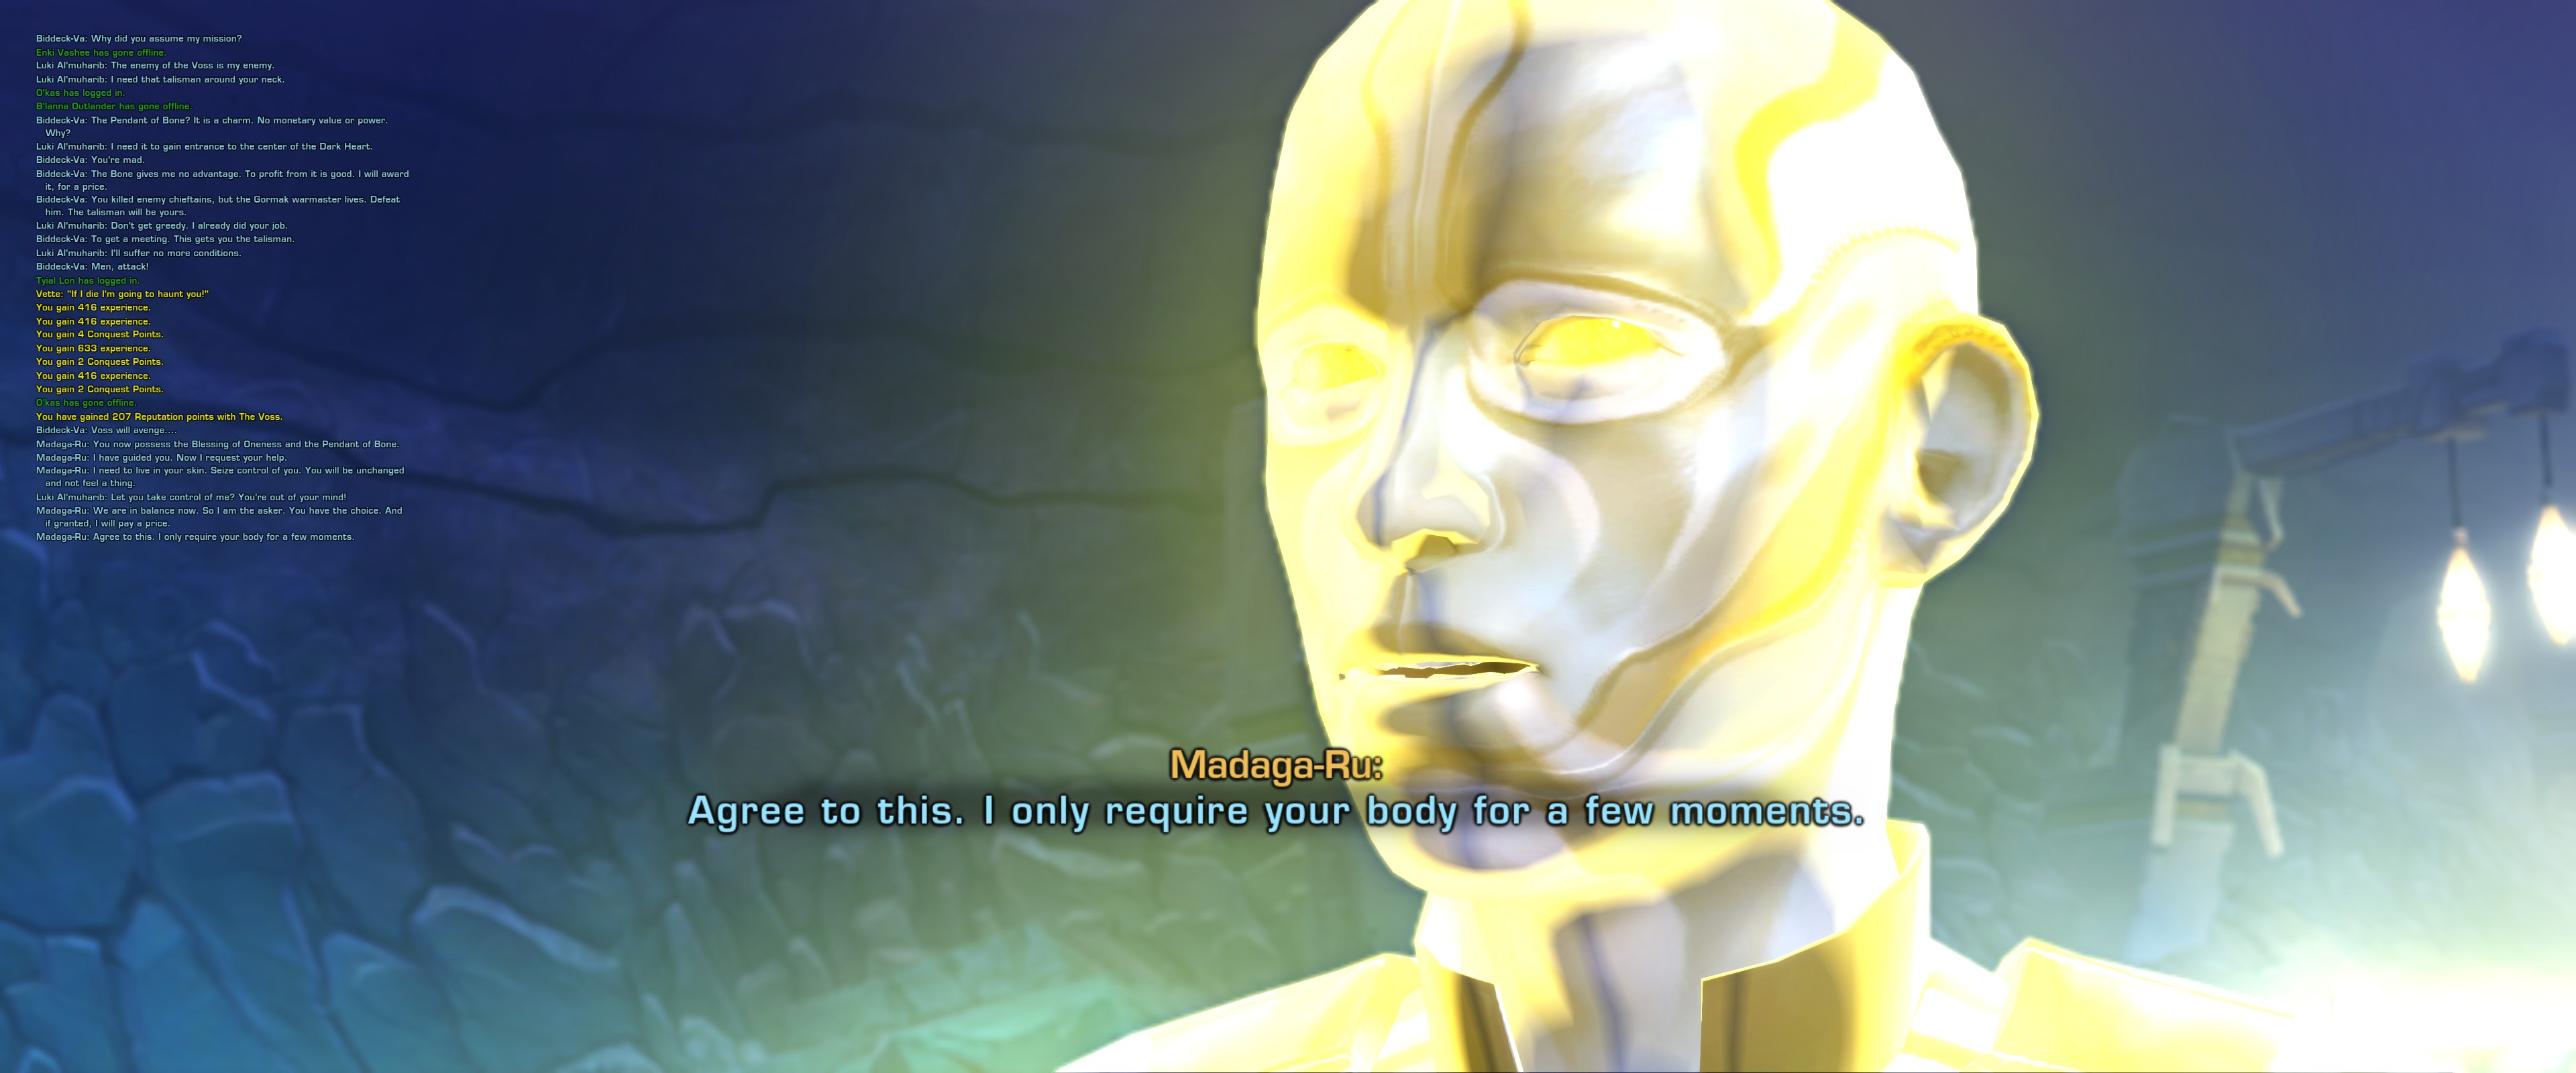 Biddeck-Va: Why did you assume my mission?
Enki Vashee has gone offline.
Luki Al'muharib: The enemy of the Voss is my enemy.
Luki Al'muharib: I need that talisman around your neck.
O'kas has logged in.
B'lanna Outlander has gone offline.
Biddeck-Va: The Pendant of Bone? It is a charm. No monetary value or power.
Why?
Luki Al'muharib: I need it to gain entrance to the center of the Dark Heart.
Biddeck-Va: You're mad.
Biddeck-Va: The Bone gives me no advantage. To profit from it is good. I will award
it, for a price.
Biddeck-Va: You killed enemy chieftains, but the Gormak warmaster lives. Defeat
him. The talisman will be yours.
Luki Al'muharib: Don't get greedy. I already did your job.
Biddeck-Va: To get a meeting. This gets you the talisman.
Luki Al'muharib: I'll suffer no more conditions.
Biddeck-Va: Men, attack!
Tyial Lon has logged in.
Vette: "If I die I'm going to haunt you!"
You gain 416 experience.
You gain 416 experience.
You gain 4 Conquest Points.
You gain 633 experience.
You gain 2 Conquest Points.
You gain 416 experience.
You gain 2 Conquest Points.
O'kas has gone offline.
You have gained 207 Reputation points with The Voss.
Biddeck-Va: Voss will avenge....
Madaga-Ru: You now possess the Blessing of Oneness and the Pendant of Bone.
Madaga-Ru: I have guided you. Now I request your help.
Madaga-Ru: I need to live in your skin. Seize control of you. You will be unchanged
and not feel a thing.
Luki Al'muharib: Let you take control of me? You're out of your mind!
Madaga-Ru: We are in balance now. So I am the asker. You have the choice. And
if granted, I will pay a price.
Madaga-Ru: Agree to this. I only require your body for a few moments.
Madaga-Ru:
Agree to this. I only require your body for a few moments.